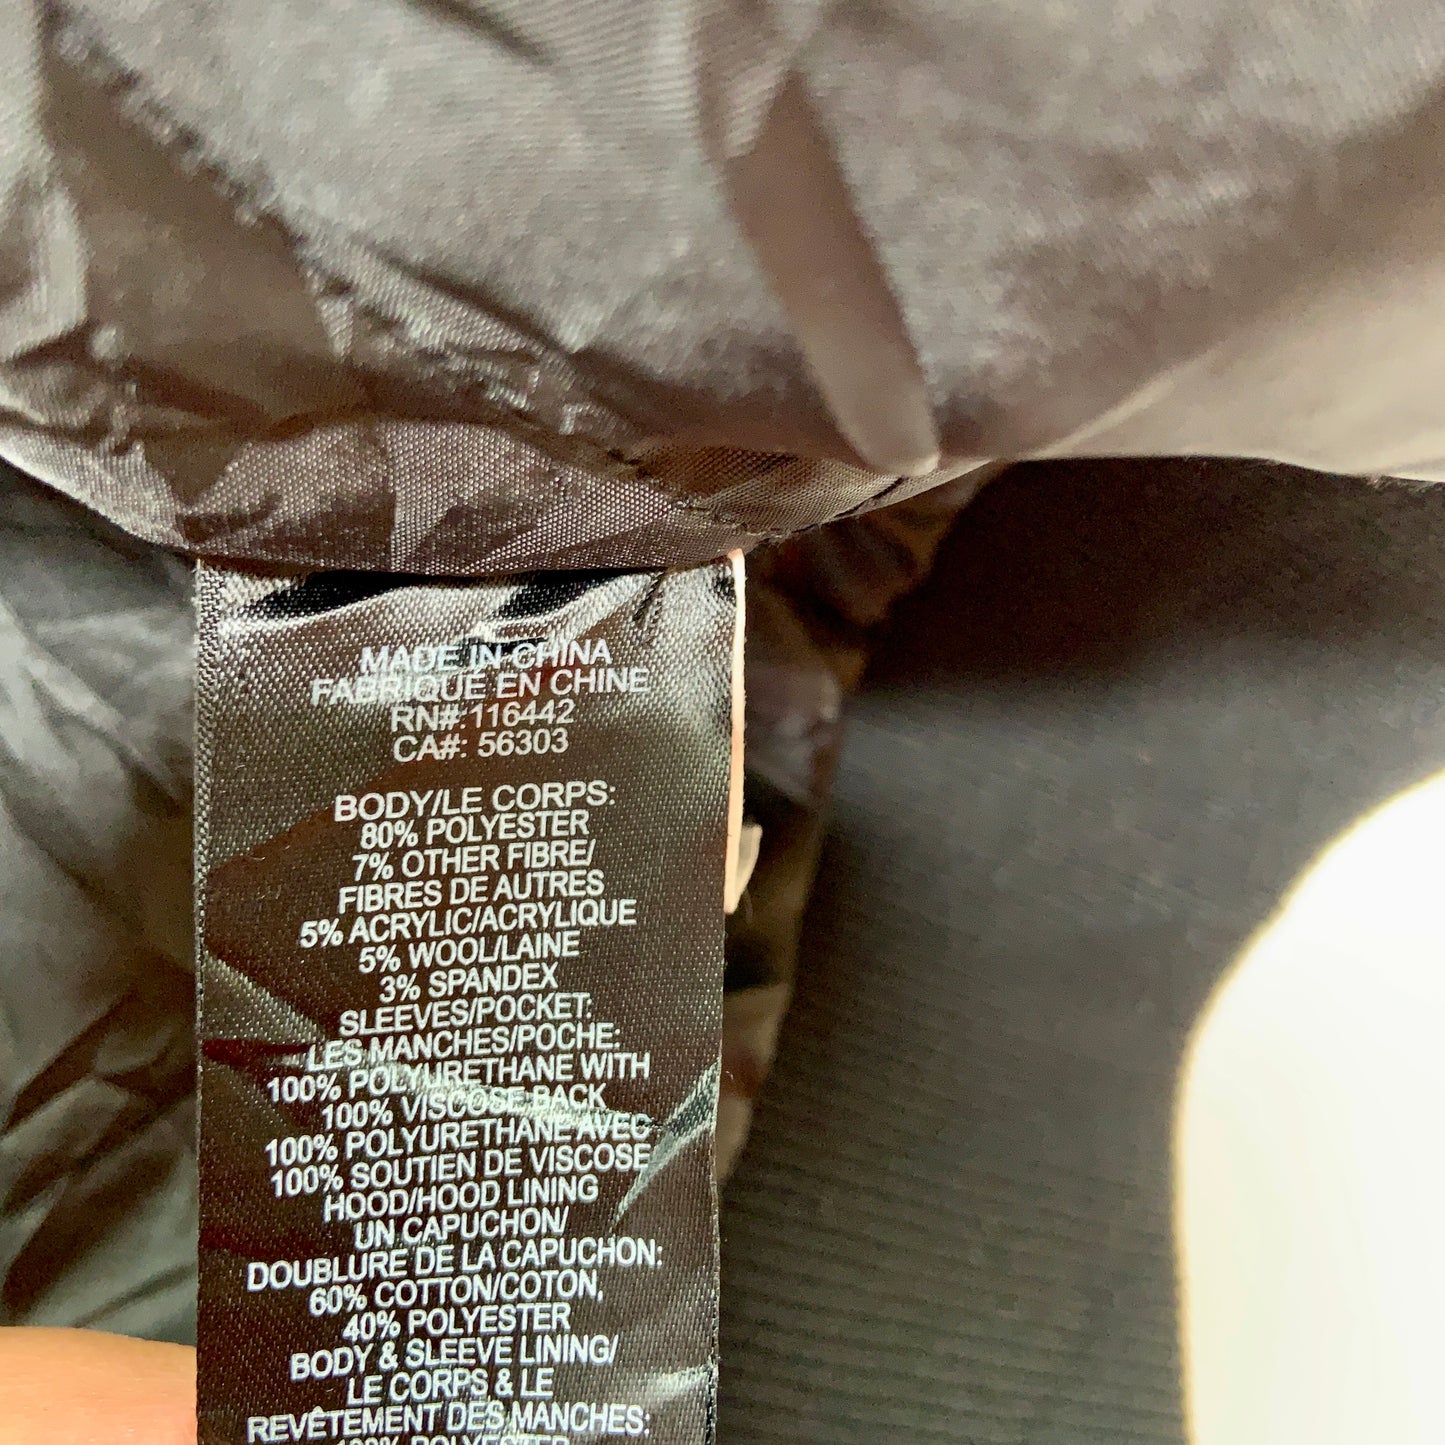 MADE IN CHINA
FABRIQUE EN CHINE
RN#:116442
CA#: 56303
BODY/LE CORPS:
80% POLYESTER
7% OTHER FIBRE/
FIBRES DE AUTRES
5% ACRYLIC/ACRYLIQUE
5% WOOL/LAINE
3% SPANDEX
SLEEVES/POCKET:
LES MANCHES/POCHE:
100% POLYURETHANE WITH
100% VISCOSE BACK
100% POLYURETHANE AVEC
100% SOUTIEN DE VISCOSE
HOOD/HOOD LINING
UN CAPUCHON/
DOUBLURE DE LA CAPUCHON:
60% COTTON/COTON,
40% POLYESTER
BODY & SLEEVE LINING/
LE CORPS & LE
REVÊTEMENT DES MANCHES:
100% POLYESTER